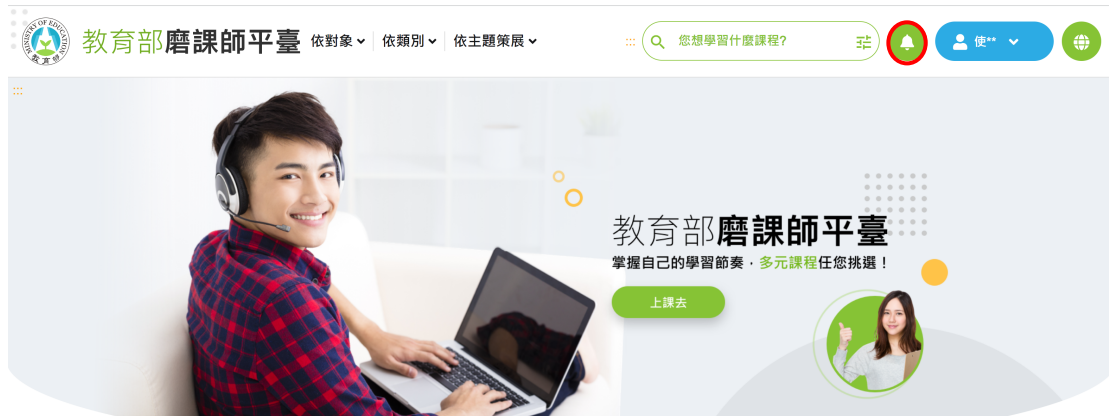 MINISTRY OF EDUCATION
教育部
教育部磨課師平臺 依對象 依類別 依主題策展 ::: 您想學習什麼課程? 使**
:::
教育部磨課師平臺
掌握自己的學習節奏・多元課程任您挑選！
上課去